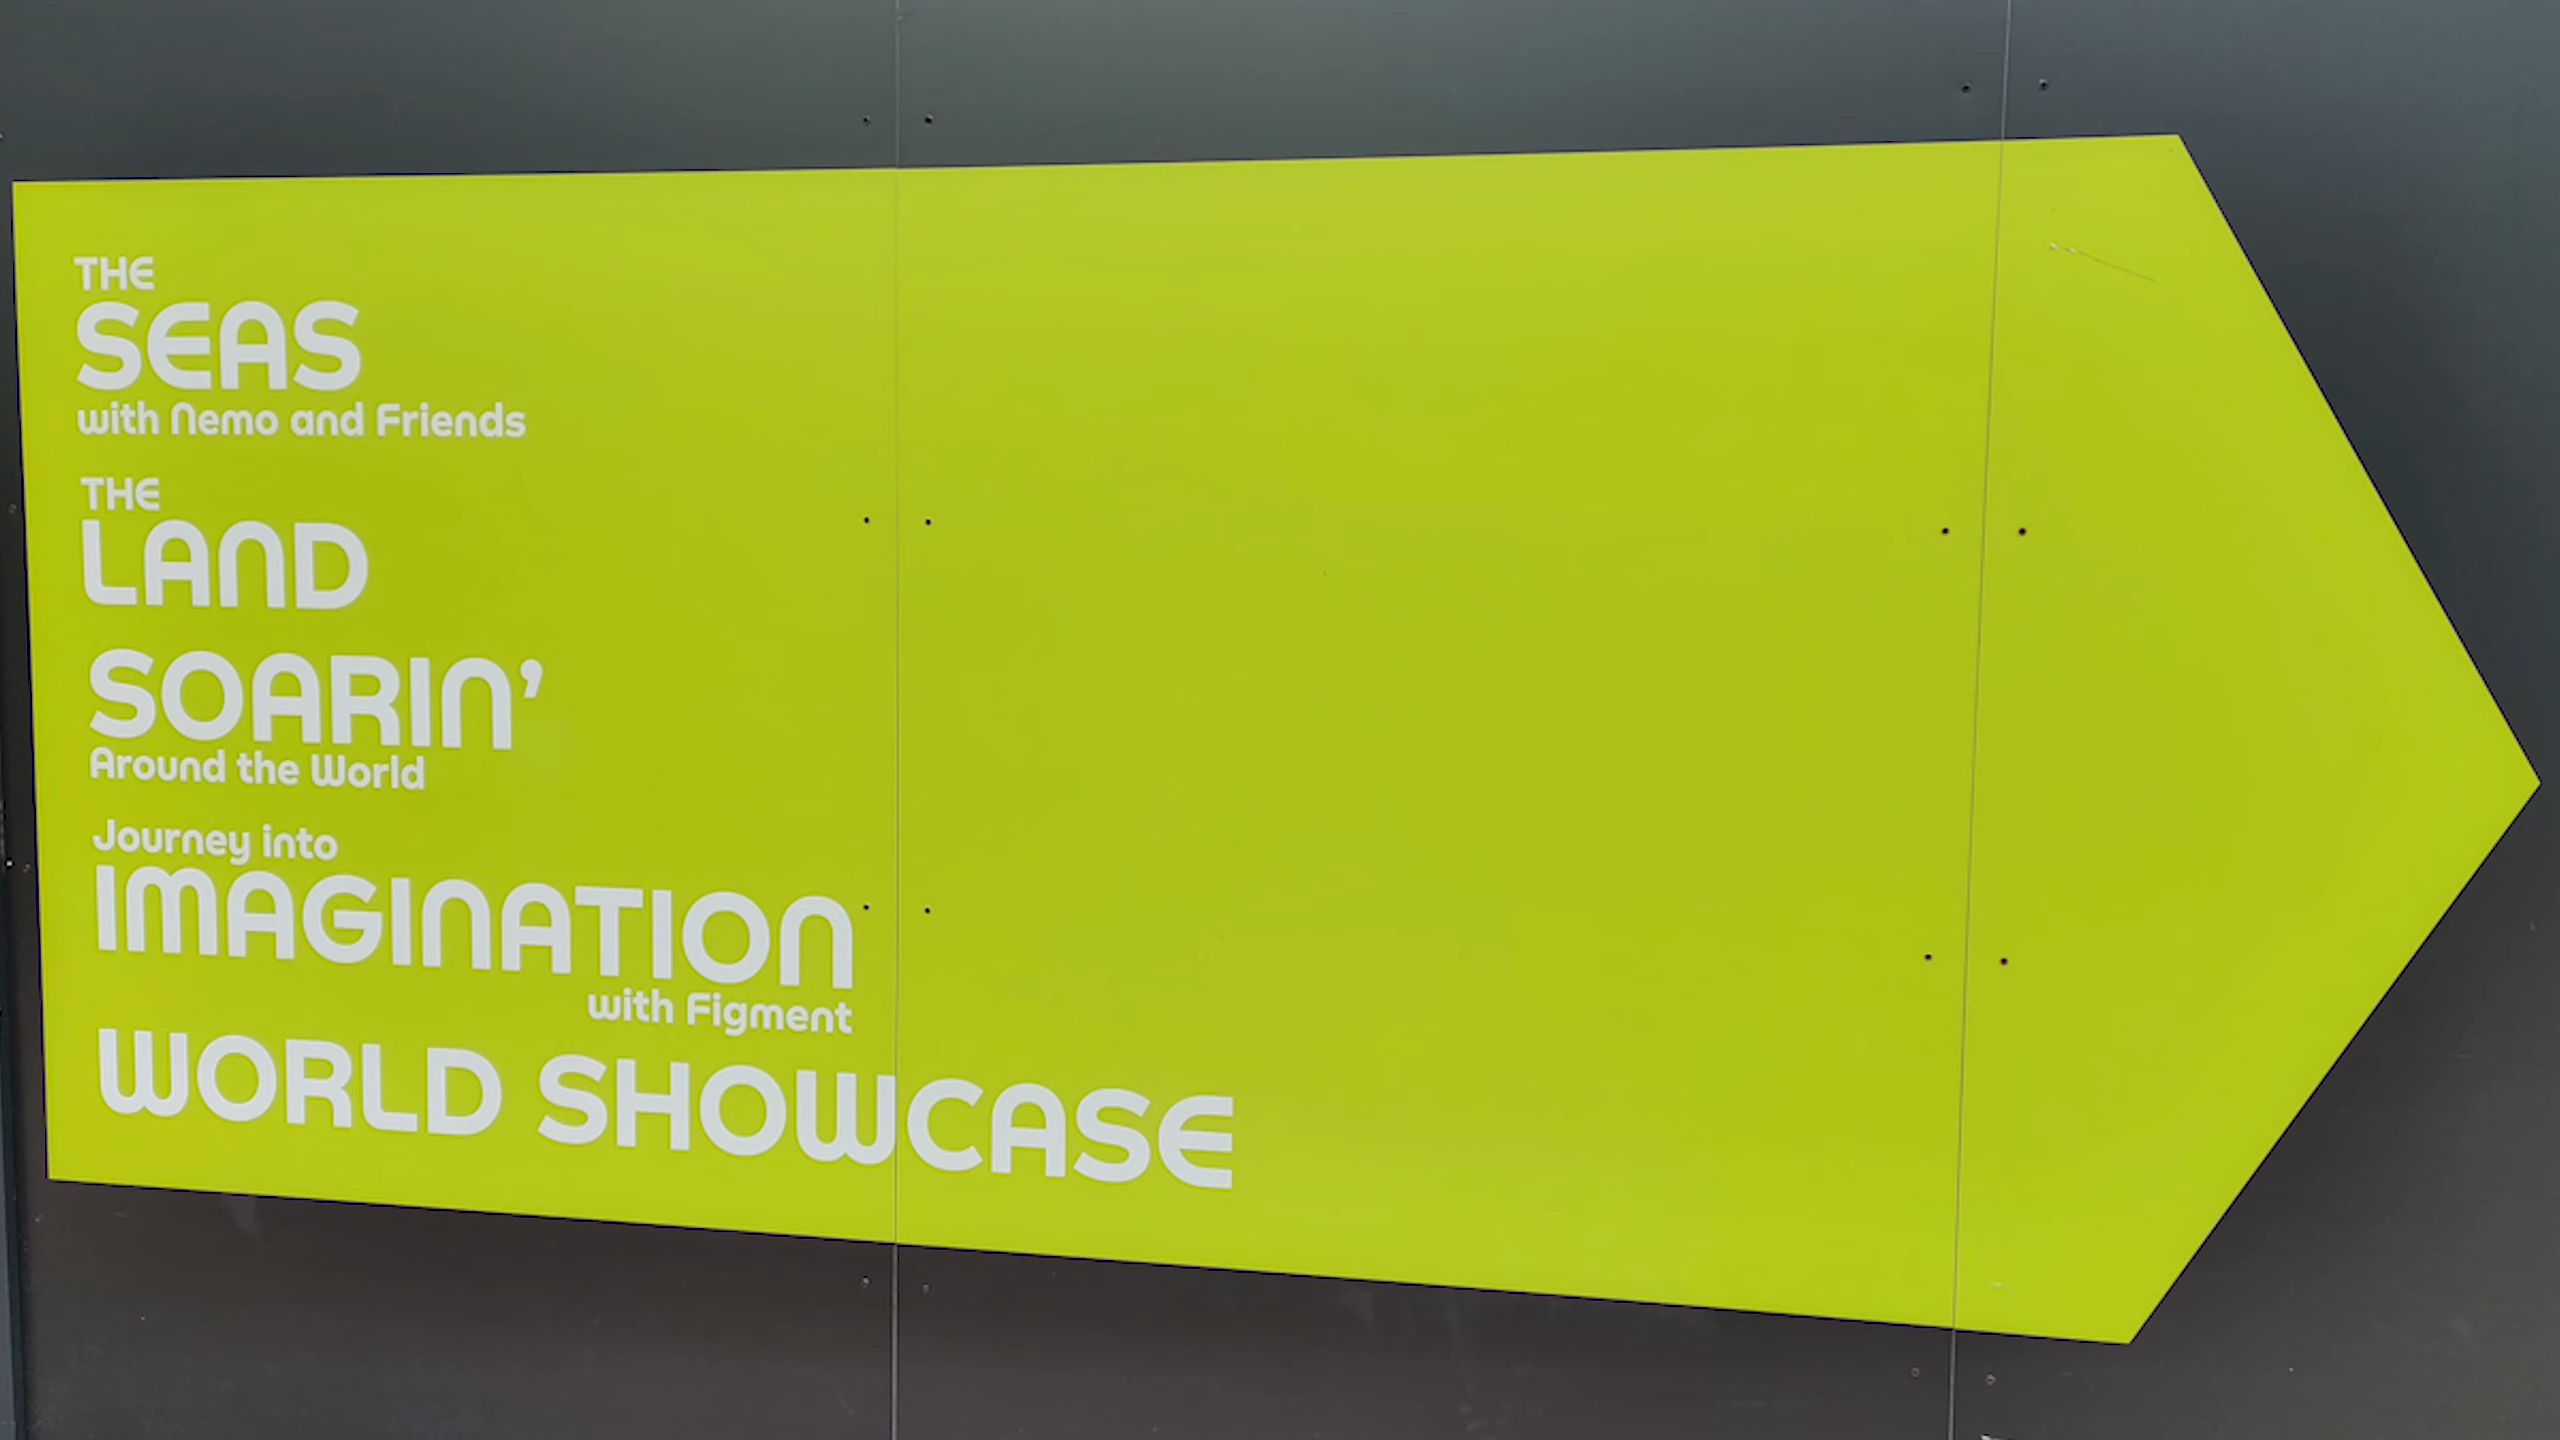 THE
SEAS
with Nemo and Friends
THE
LAND
SOARIN’
Around the World
Journey into
IMAGINATION
with Figment
WORLD SHOWCASE